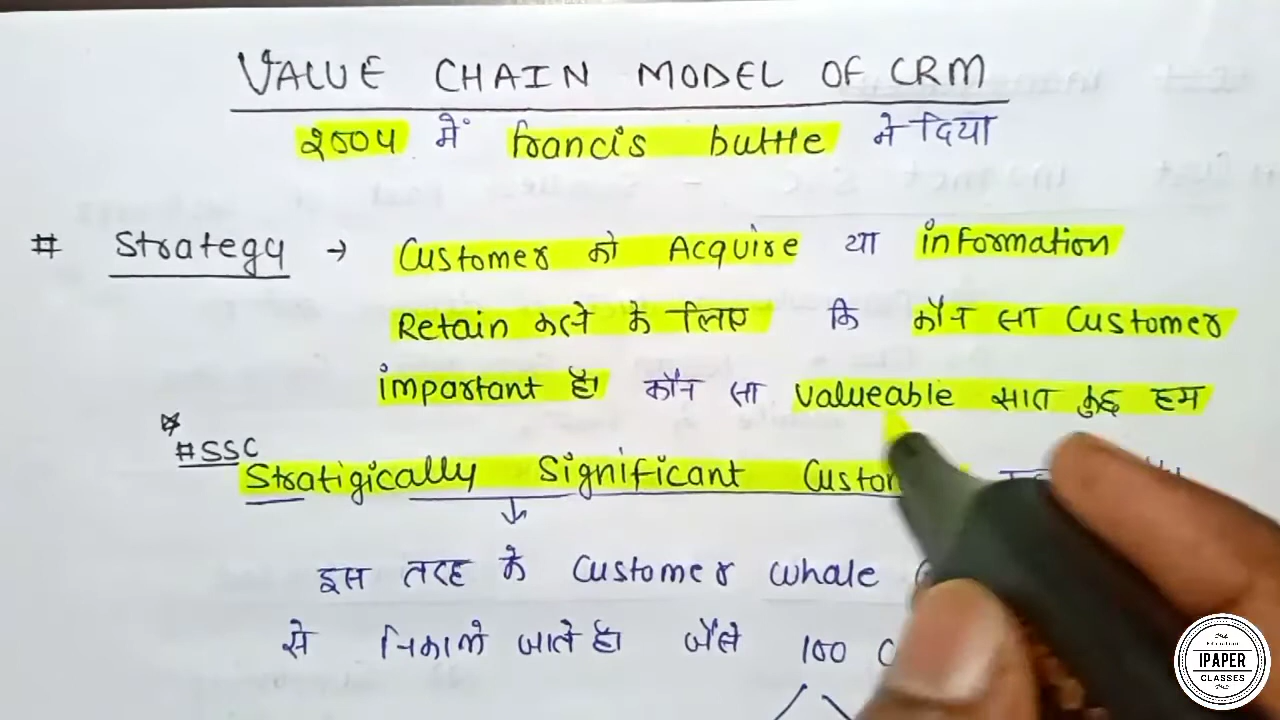 VALUE CHAIN MODEL OF CRM
2004 में francis buttle ने दिया
# Strategy → Customer को Acquire या information
Retain करने के लिए कि कौन सा Customer
important है। कौन सा valueable सात कुछ हम
#SSC
Stratigically Significant Custom
इस तरह के Customer whale
से निकाले जाते है। जैसे 100 C
IPAPER
CLASSES